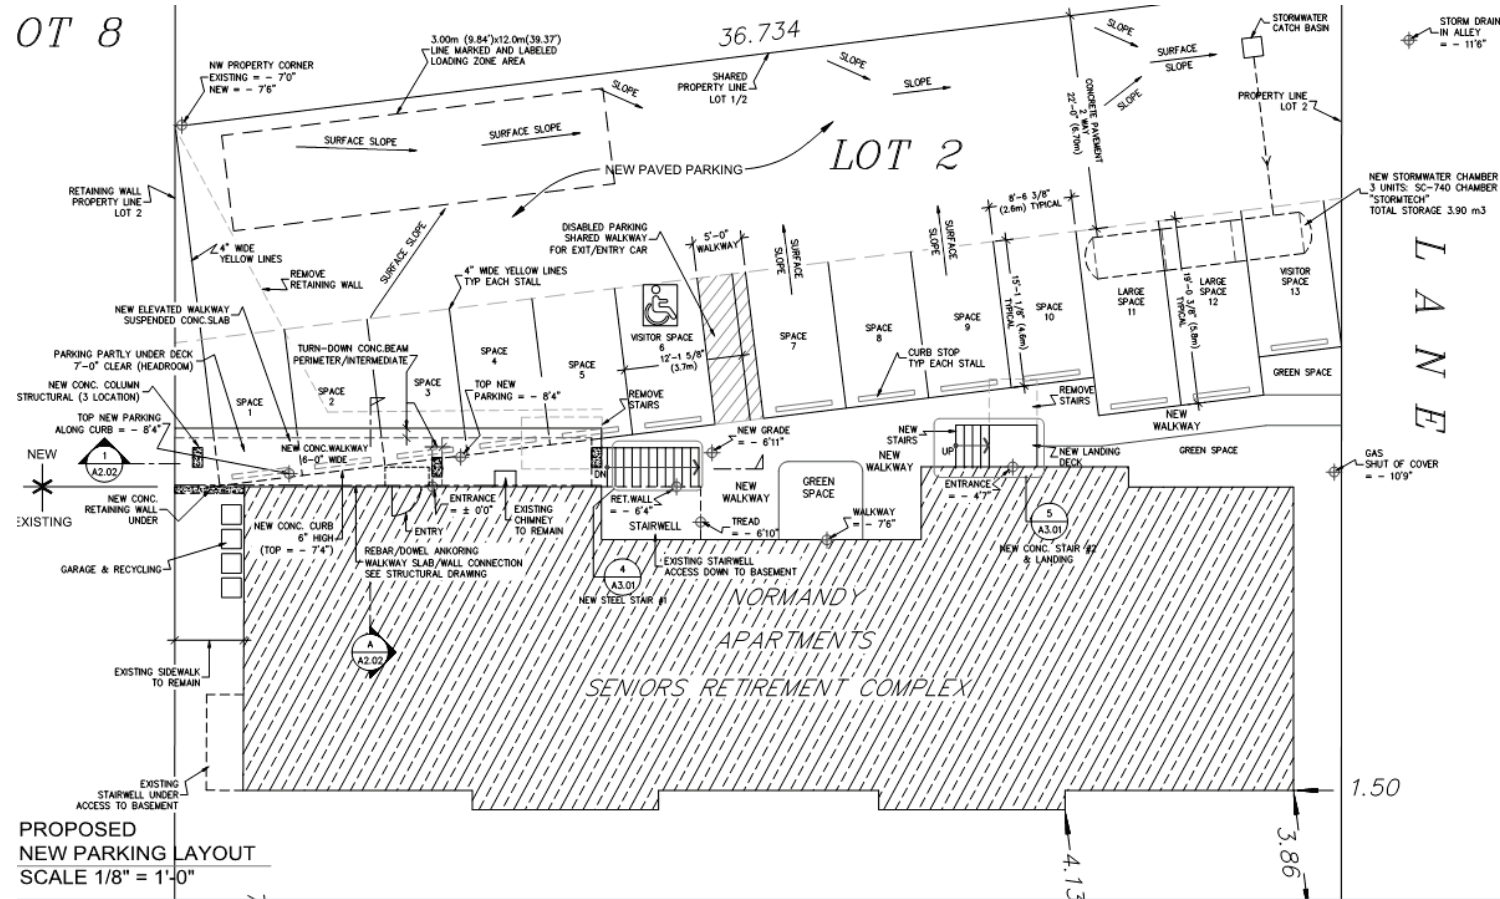 OT 8
NW PROPERTY CORNER
EXISTING = - 7'0"
NEW = - 7'6"
3.00m (9.84')x12.0m(39.37')
LINE MARKED AND LABELED
LOADING ZONE AREA
36.734
SHARED
PROPERTY LINE
LOT 1/2
SLOPE
SLOPE
SLOPE
SLOPE
SURFACE
SLOPE
SLOPE
STORMWATER
CATCH BASIN
STORM DRAIN
IN ALLEY
= - 11'6"
CONCRETE PAVEMENT
2 WAY
22'-0" (6.70m)
PROPERTY LINE
LOT 2
SURFACE SLOPE
SURFACE SLOPE
NEW PAVED PARKING
LOT 2
RETAINING WALL
PROPERTY LINE
LOT 2
NEW STORMWATER CHAMBER
3 UNITS: SC-740 CHAMBER
"STORMTECH"
TOTAL STORAGE 3.90 m3
4" WIDE
YELLOW LINES
REMOVE
RETAINING WALL
SURFACE SLOPE
4" WIDE YELLOW LINES
TYP EACH STALL
DISABLED PARKING
SHARED WALKWAY
FOR EXIT/ENTRY CAR
5'-0"
WALKWAY
SURFACE
SLOPE
SURFACE
SLOPE
8'-6 3/8"
(2.6m) TYPICAL
LANE
NEW ELEVATED WALKWAY
SUSPENDED CONC.SLAB
PARKING PARTLY UNDER DECK
7'-0" CLEAR (HEADROOM)
NEW CONC. COLUMN
STRUCTURAL (3 LOCATION)
TOP NEW PARKING
ALONG CURB = - 8'4"
TURN-DOWN CONC.BEAM
PERIMETER/INTERMEDIATE
SPACE
1
SPACE
2
SPACE
3
SPACE
4
SPACE
5
VISITOR SPACE
6
12'-1 5/8"
(3.7m)
SPACE
7
SPACE
8
SPACE
9
SPACE
10
15'-1 1/8" (4.6m)
TYPICAL
LARGE
SPACE
11
LARGE
SPACE
12
19'-0 3/8" (5.8m)
TYPICAL
VISITOR
SPACE
13
TOP NEW
PARKING = - 8'4"
REMOVE
STAIRS
CURB STOP
TYP EACH STALL
REMOVE
STAIRS
GREEN SPACE
NEW
WALKWAY
GREEN SPACE
NEW
1
A2.02
EXISTING
NEW CONC.WALKWAY
6'-0" WIDE
NEW GRADE
= - 6'11"
NEW
STAIRS
UP
NEW LANDING
DECK
NEW
WALKWAY
GAS
SHUT OF COVER
= - 10'9"
DN
NEW CONC.
RETAINING WALL
UNDER
NEW CONC. CURB
6" HIGH
(TOP = - 7'4")
ENTRY
ENTRANCE
= ± 0'0"
EXISTING
CHIMNEY
TO REMAIN
RET.WALL
= - 6'4"
STAIRWELL
NEW
WALKWAY
TREAD
= - 6'10"
GREEN
SPACE
WALKWAY
= - 7'6"
ENTRANCE
= - 4'7"
5
A3.01
NEW CONC. STAIR #2
& LANDING
GARAGE & RECYCLING
REBAR/DOWEL ANKORING
WALKWAY SLAB/WALL CONNECTION
SEE STRUCTURAL DRAWING
4
A3.01
NEW STEEL STAIR #1
EXISTING STAIRWELL
ACCESS DOWN TO BASEMENT
NORMANDY
APARTMENTS
SENIORS RETIREMENT COMPLEX
A
A2.02
EXISTING SIDEWALK
TO REMAIN
EXISTING
STAIRWELL UNDER
ACCESS TO BASEMENT
1.50
3.86
4.13
PROPOSED
NEW PARKING LAYOUT
SCALE 1/8" = 1'-0"